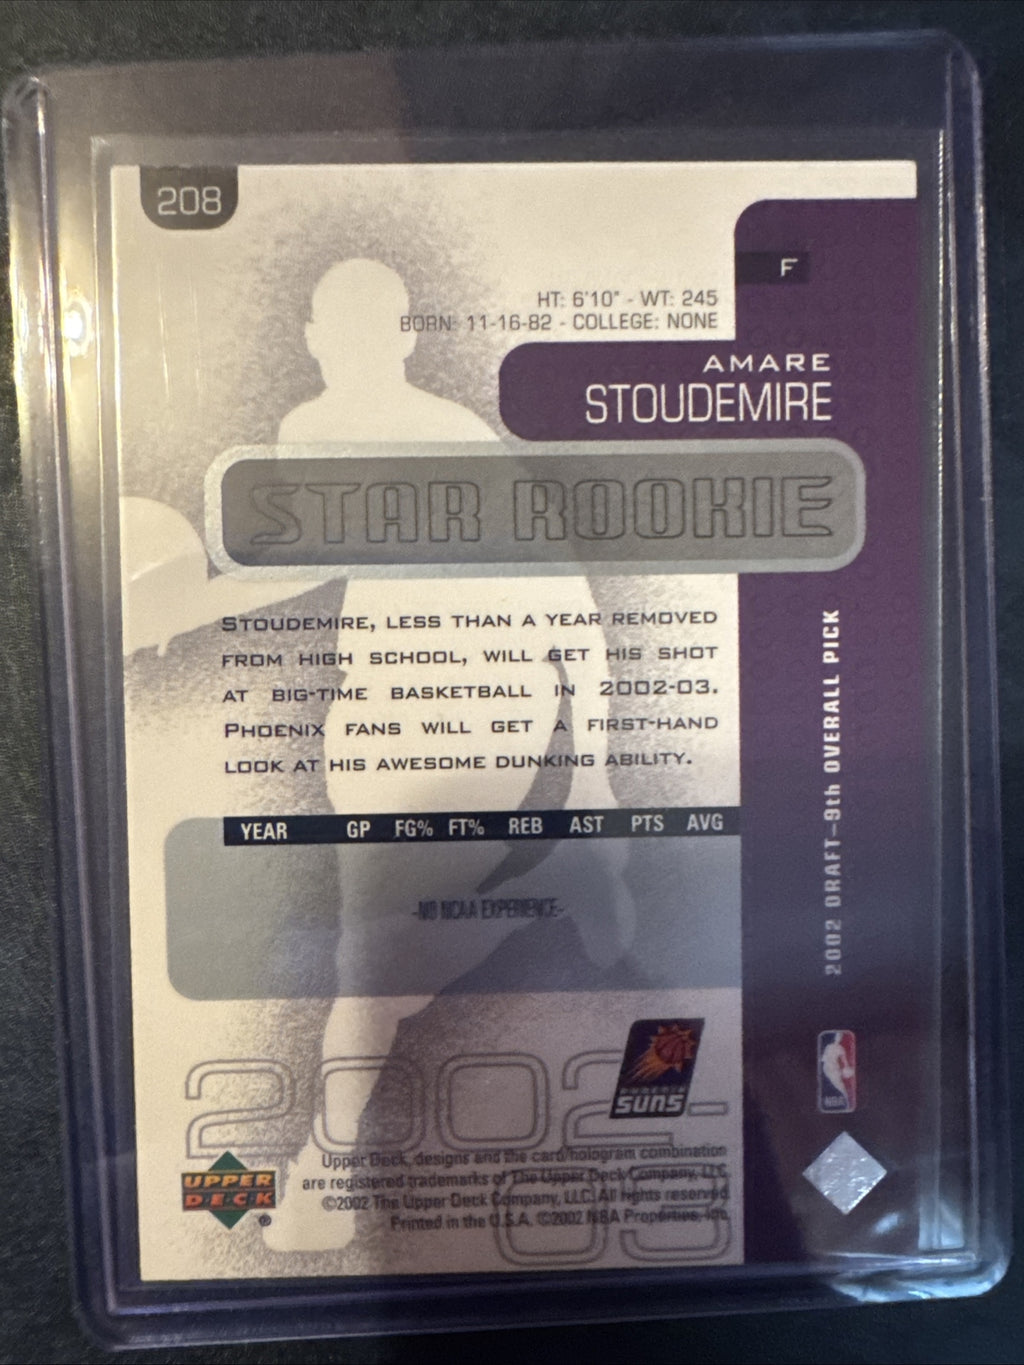 208
F
HT: 6'10" - WT: 245
BORN: 11-16-82 - COLLEGE: NONE
AMARE
STOUDEMIRE
STAR ROOKIE
STOUDEMIRE, LESS THAN A YEAR REMOVED
FROM HIGH SCHOOL, WILL GET HIS SHOT
AT BIG-TIME BASKETBALL IN 2002-03.
PHOENIX FANS WILL GET A FIRST-HAND
LOOK AT HIS AWESOME DUNKING ABILITY.
2002 DRAFT–9th OVERALL PICK
YEAR GP FG% FT% REB AST PTS AVG
-NO NCAA EXPERIENCE-
PHOENIX
SUNS
NBA
2002-
03
UPPER
DECK
®
Upper Deck, designs and the card/hologram combination
are registered trademarks of The Upper Deck Company, LLC.
©2002 The Upper Deck Company, LLC. All rights reserved.
Printed in the U.S.A. ©2002 NBA Properties, Inc.